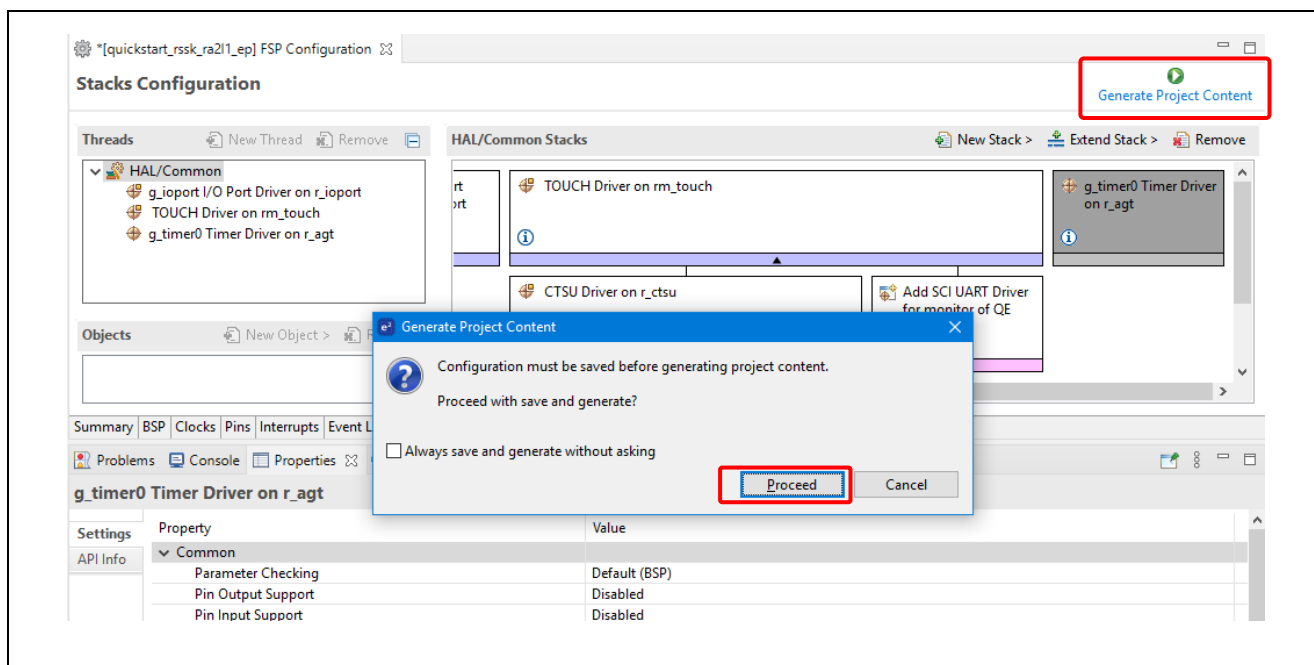 *[quickstart_rssk_ra2l1_ep] FSP Configuration
Stacks Configuration
Generate Project Content
Threads
New Thread
Remove
HAL/Common
g_ioport I/O Port Driver on r_ioport
TOUCH Driver on rm_touch
g_timer0 Timer Driver on r_agt
HAL/Common Stacks
New Stack >
Extend Stack >
Remove
rt
ort
TOUCH Driver on rm_touch
g_timer0 Timer Driver
on r_agt
CTSU Driver on r_ctsu
Add SCI UART Driver
for monitor of QE
Objects
New Object >
R
Generate Project Content
Configuration must be saved before generating project content.
Proceed with save and generate?
Always save and generate without asking
Proceed
Cancel
Summary BSP Clocks Pins Interrupts Event L
Problems Console Properties
g_timer0 Timer Driver on r_agt
Settings
API Info
Property Value
Common
Parameter Checking Default (BSP)
Pin Output Support Disabled
Pin Input Support Disabled